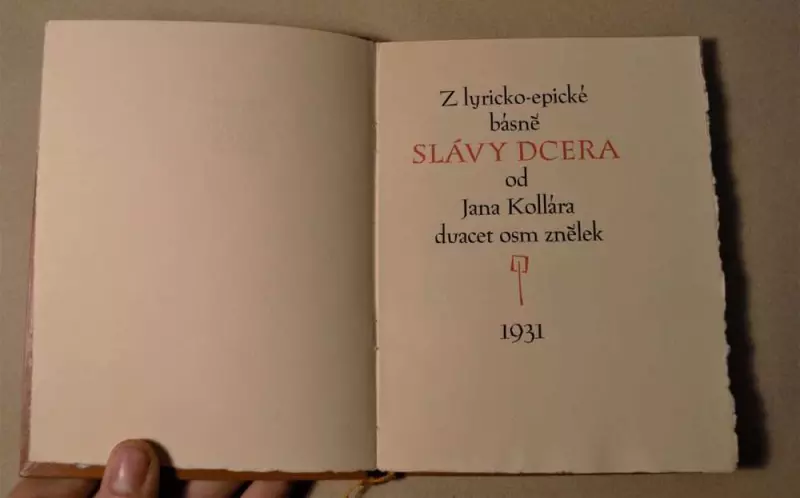 Z lyricko-epické
básně
SLÁVY DCERA
od
Jana Kollára
dvacet osm znělek
1931